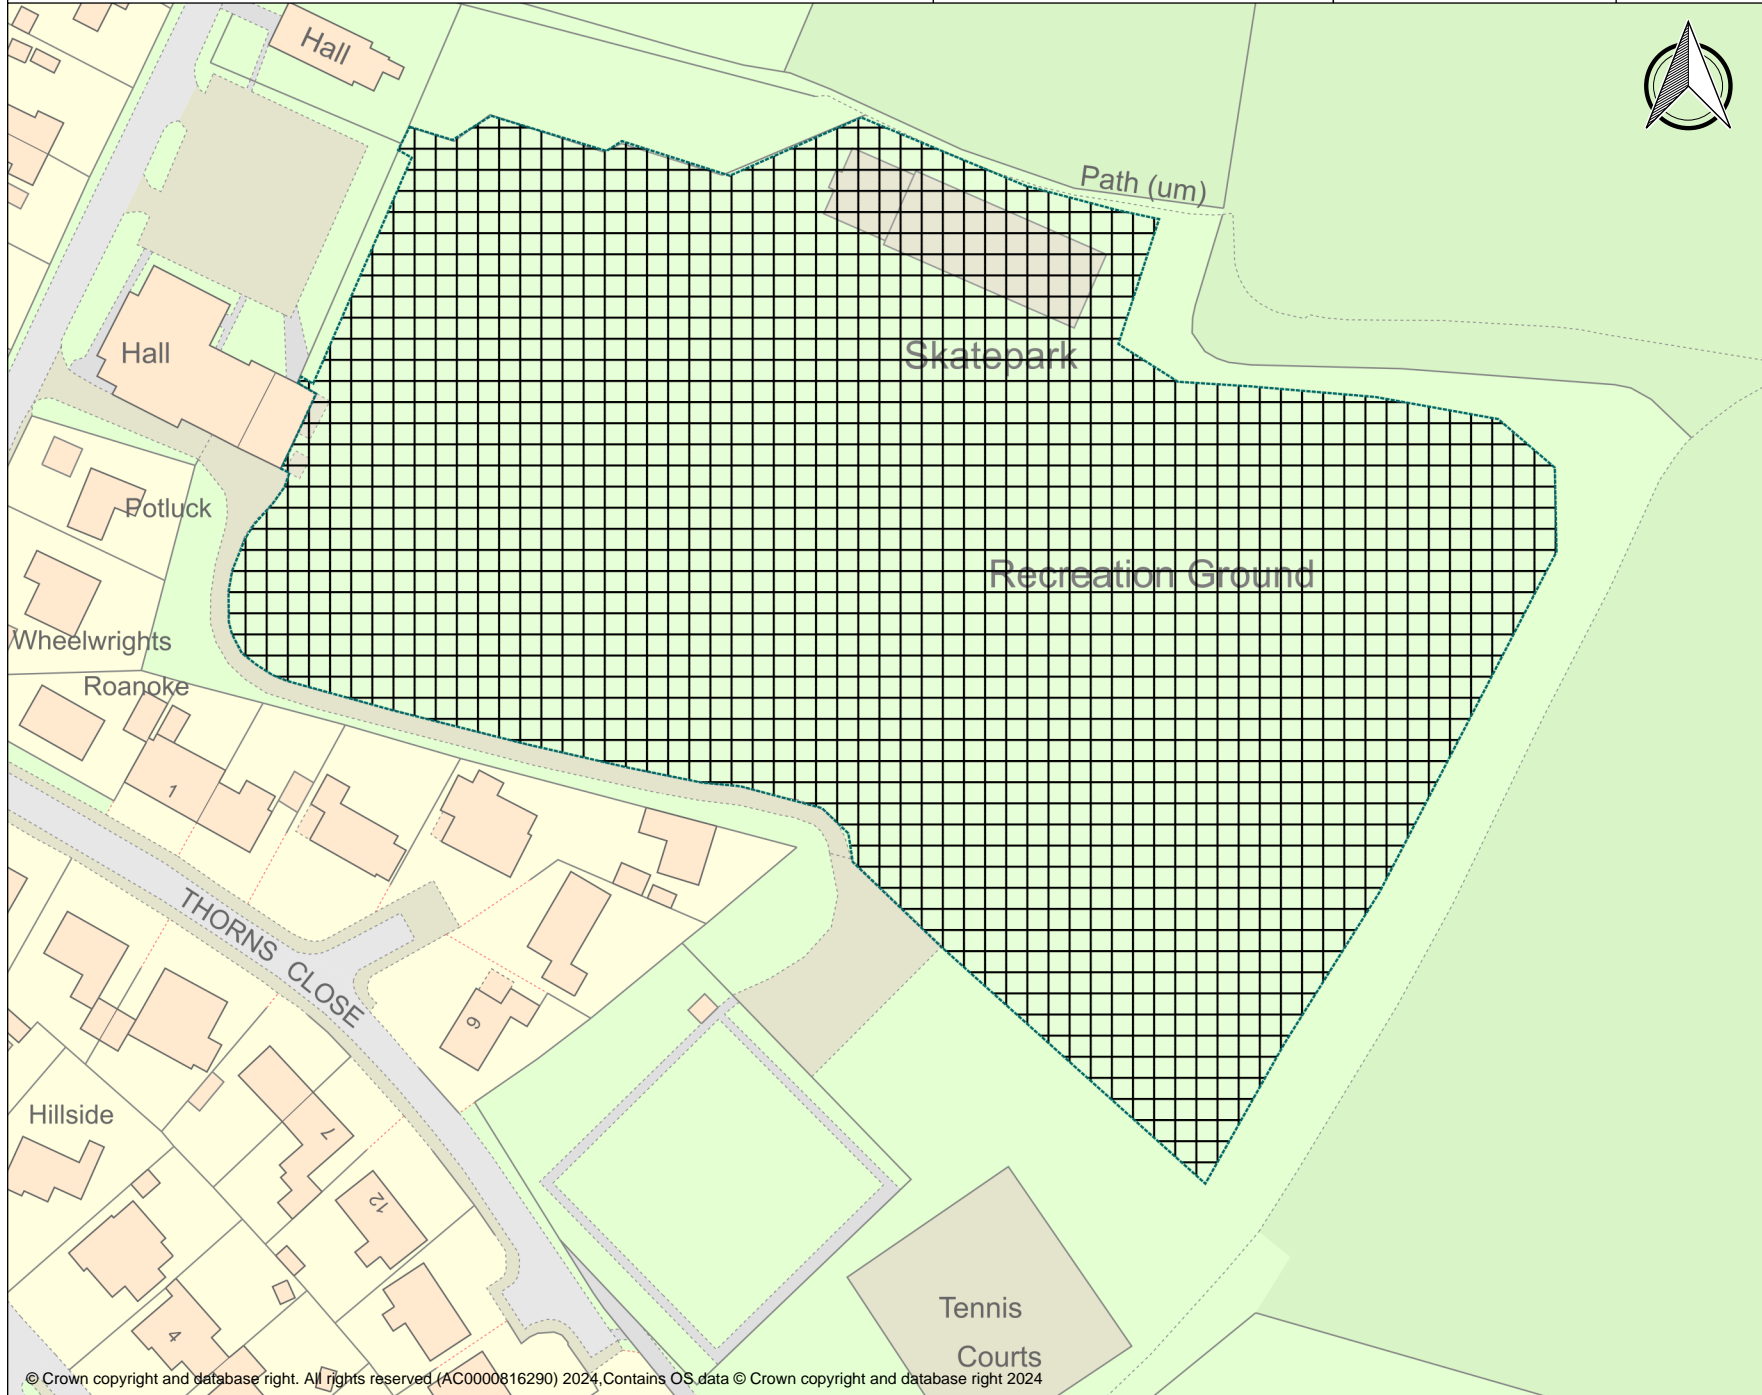 Hall
Path (um)
Hall
Skatepark
Potluck
Recreation Ground
Wheelwrights
Roanoke
1
THORNS CLOSE
9
Hillside
7
12
Tennis
Courts
4
© Crown copyright and database right. All rights reserved (AC0000816290) 2024,Contains OS data © Crown copyright and database right 2024